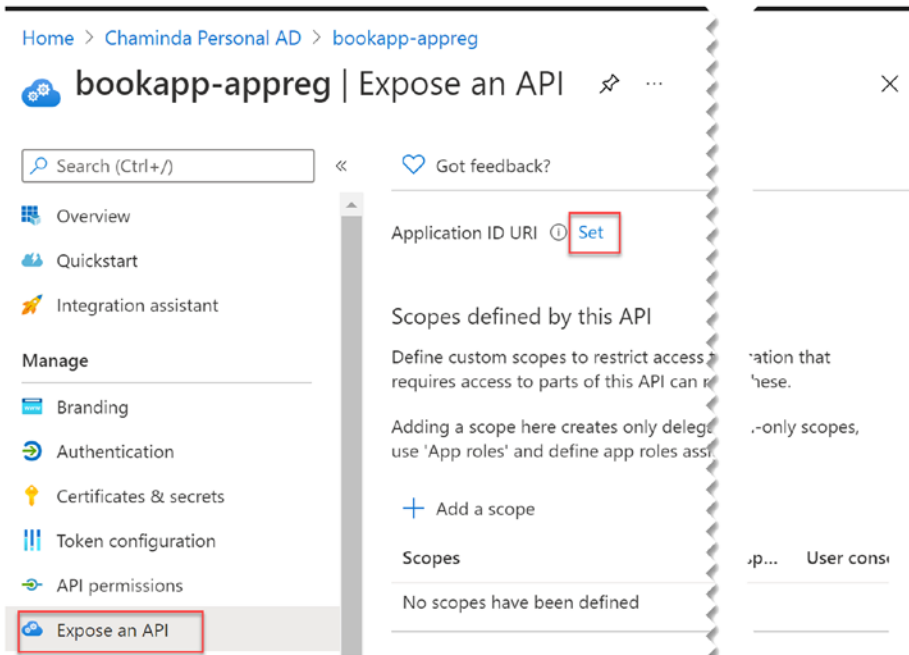 Home > Chaminda Personal AD > bookapp-appreg
bookapp-appreg | Expose an API ...
Search (Ctrl+/)
«
Overview
Quickstart
Integration assistant
Manage
Branding
Authentication
Certificates & secrets
Token configuration
API permissions
Expose an API
Got feedback?
Application ID URI Set
Scopes defined by this API
Define custom scopes to restrict access ation that
requires access to parts of this API can hese.
Adding a scope here creates only deleg -only scopes,
use 'App roles' and define app roles ass
+ Add a scope
Scopes p... User cons
No scopes have been defined